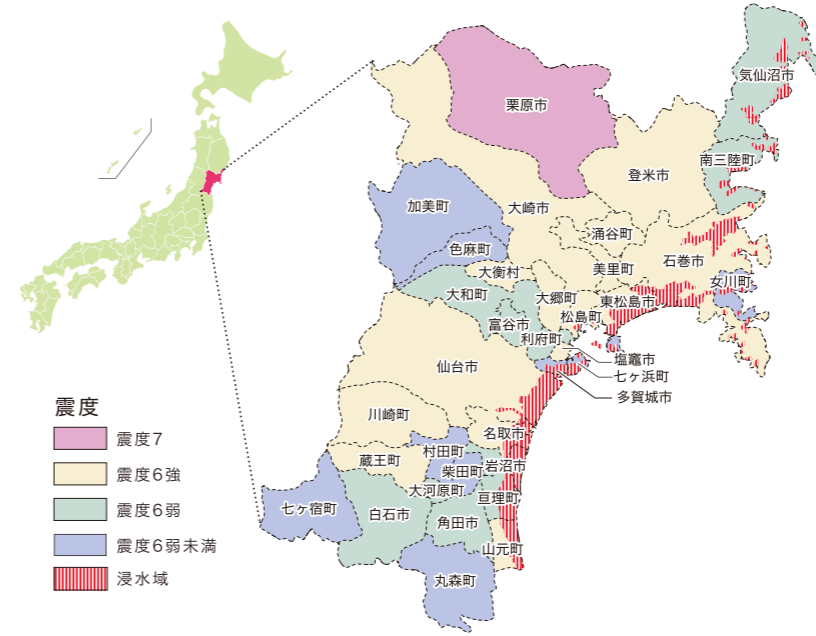 気仙沼市
栗原市
南三陸町
登米市
加美町
大崎市
涌谷町
色麻町
石巻市
大衡村
美里町
女川町
大和町
大郷町
東松島市
松島町
富谷市
利府町
塩竈市
仙台市
七ヶ浜町
多賀城市
川崎町
名取市
村田町
蔵王町
岩沼市
柴田町
大河原町
亘理町
七ヶ宿町
白石市
角田市
山元町
丸森町
震度
震度7
震度6強
震度6弱
震度6弱未満
浸水域